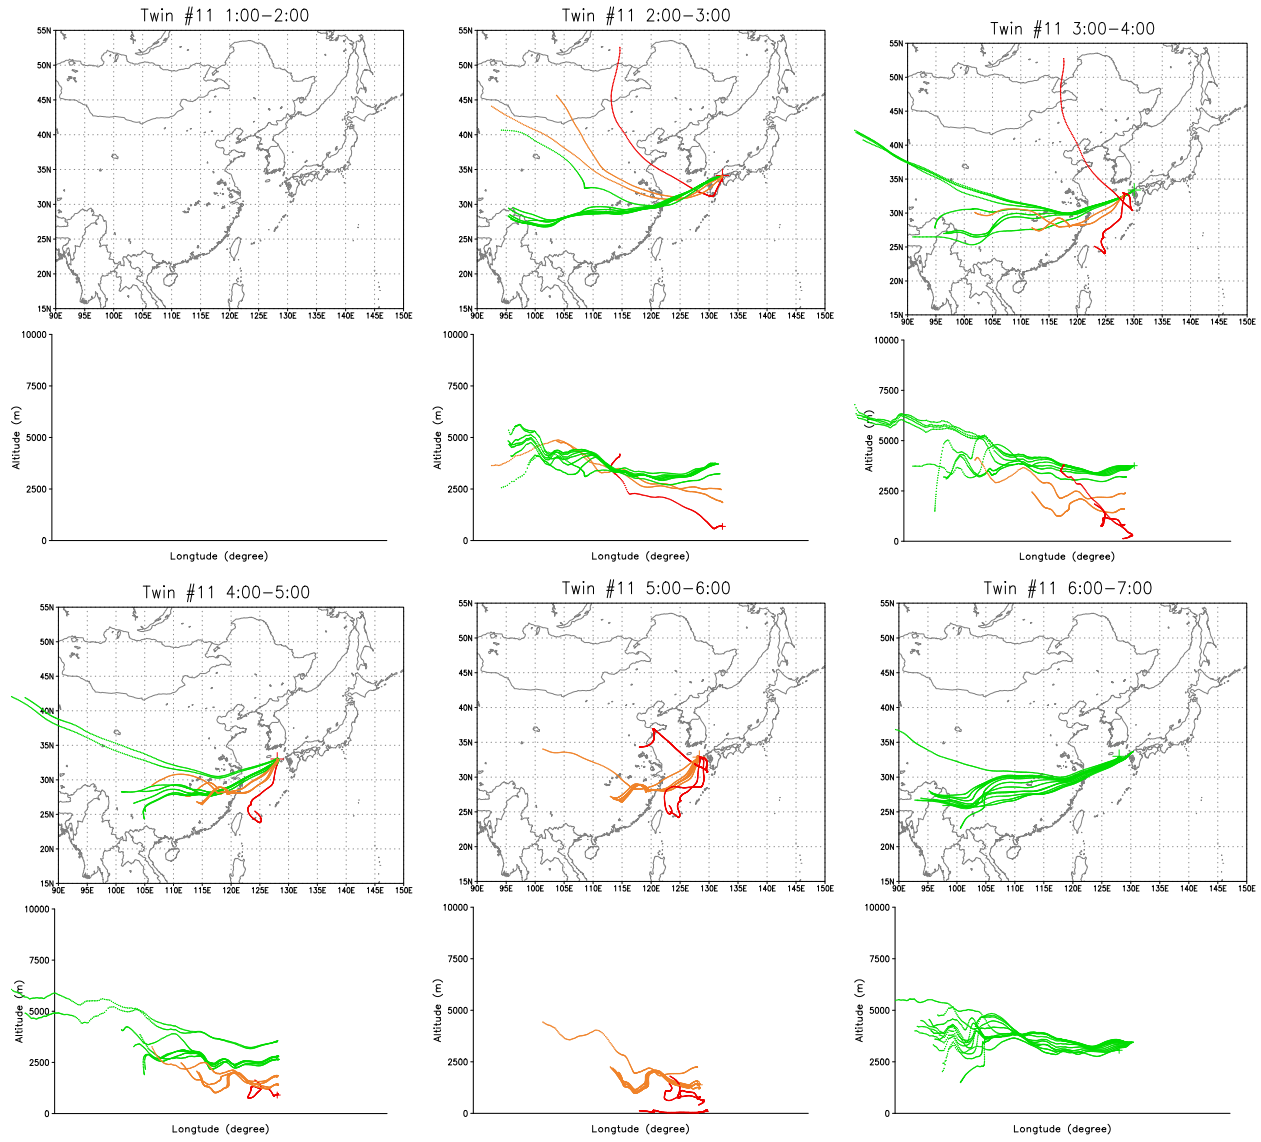 Twin #11 1:00-2:00
55N
50N
45N
40N
35N
30N
25N
20N
15N
90E 95E 100E 105E 110E 115E 120E 125E 130E 135E 140E 145E 150E
10000
7500
5000
2500
0
Altitude (m)
Longtude (degree)
Twin #11 2:00-3:00
55N
50N
45N
40N
35N
30N
25N
20N
15N
90E 95E 100E 105E 110E 115E 120E 125E 130E 135E 140E 145E 150E
10000
7500
5000
2500
0
Altitude (m)
Longtude (degree)
Twin #11 3:00-4:00
55N
50N
45N
40N
35N
30N
25N
20N
15N
90E 95E 100E 105E 110E 115E 120E 125E 130E 135E 140E 145E 150E
10000
7500
5000
2500
0
Altitude (m)
Longtude (degree)
Twin #11 4:00-5:00
55N
50N
45N
40N
35N
30N
25N
20N
15N
90E 95E 100E 105E 110E 115E 120E 125E 130E 135E 140E 145E 150E
10000
7500
5000
2500
0
Altitude (m)
Longtude (degree)
Twin #11 5:00-6:00
55N
50N
45N
40N
35N
30N
25N
20N
15N
90E 95E 100E 105E 110E 115E 120E 125E 130E 135E 140E 145E 150E
10000
7500
5000
2500
0
Altitude (m)
Longtude (degree)
Twin #11 6:00-7:00
55N
50N
45N
40N
35N
30N
25N
20N
15N
90E 95E 100E 105E 110E 115E 120E 125E 130E 135E 140E 145E 150E
10000
7500
5000
2500
0
Altitude (m)
Longtude (degree)